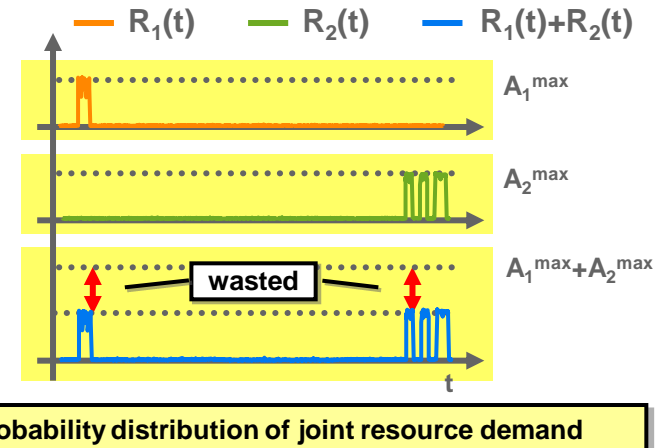 R₁(t) R₂(t) R₁(t)+R₂(t)
A₁ᵐᵃˣ
A₂ᵐᵃˣ
A₁ᵐᵃˣ+A₂ᵐᵃˣ
wasted
t
obability distribution of joint resource demand